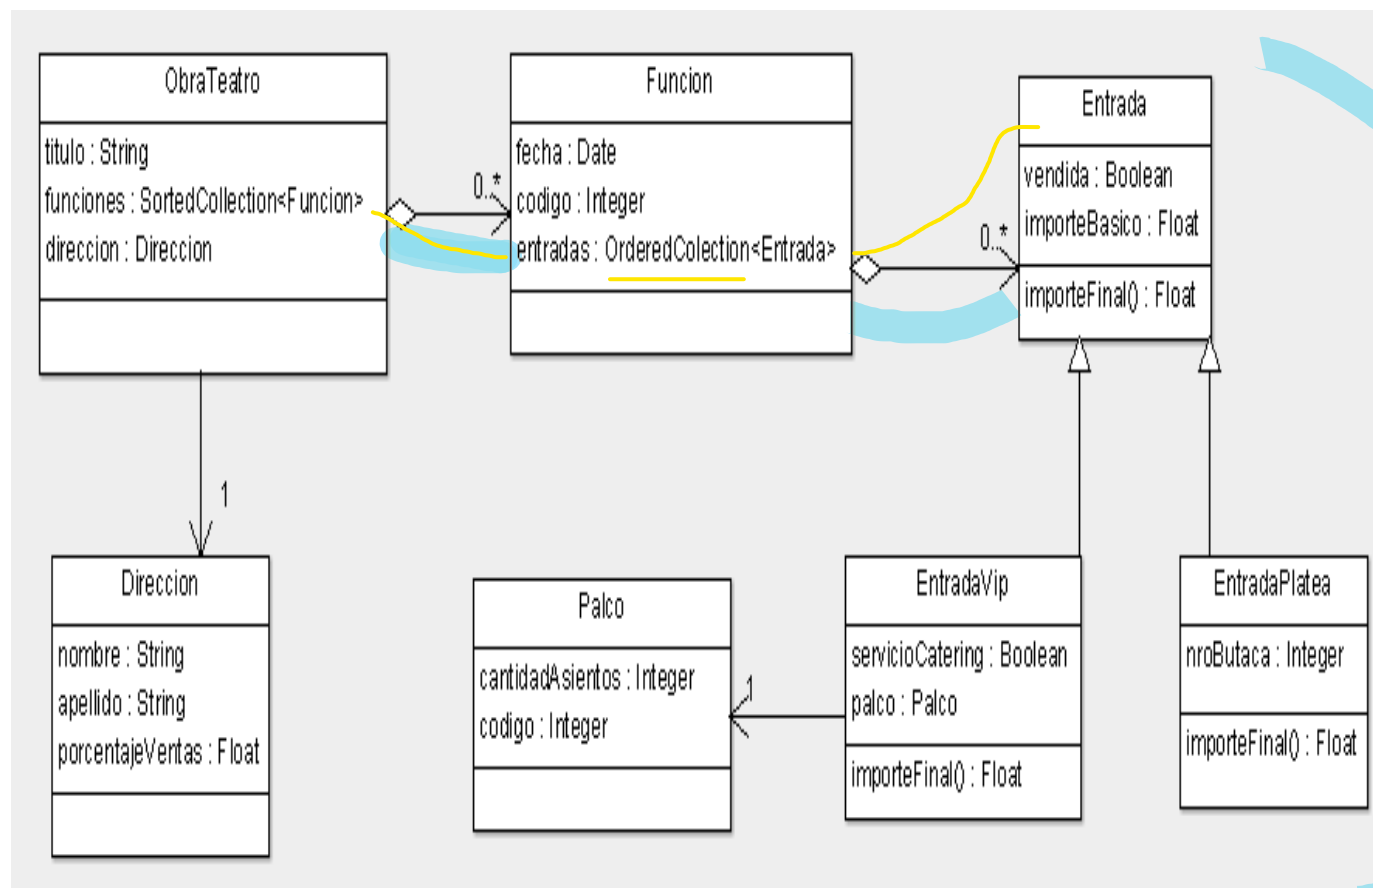 ObraTeatro
titulo : String
funciones : SortedCollection<Funcion>
direccion : Direccion
0..*
Funcion
fecha : Date
codigo : Integer
entradas : OrderedColection<Entrada>
0..*
Entrada
vendida : Boolean
importeBasico : Float
importeFinal() : Float
1
Direccion
nombre : String
apellido : String
porcentajeVentas : Float
Palco
cantidadAsientos : Integer
codigo : Integer
1
EntradaVip
servicioCatering : Boolean
palco : Palco
importeFinal() : Float
EntradaPlatea
nroButaca : Integer
importeFinal() : Float